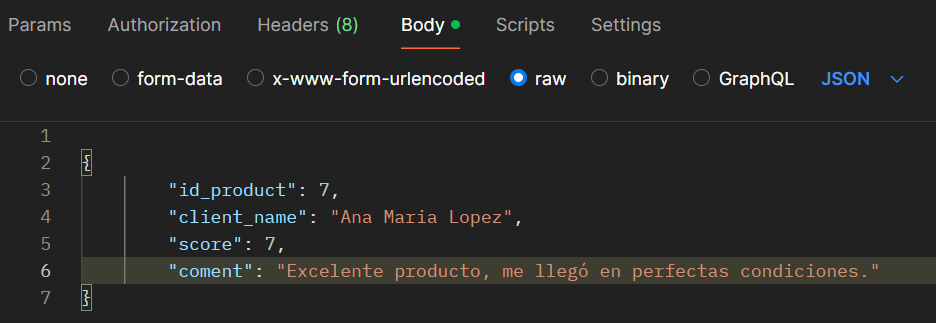 Params Authorization Headers (8) Body Scripts Settings
none form-data x-www-form-urlencoded raw binary GraphQL JSON
1
2 {
3 "id_product": 7,
4 "client_name": "Ana Maria Lopez",
5 "score": 7,
6 "coment": "Excelente producto, me llegó en perfectas condiciones."
7 }